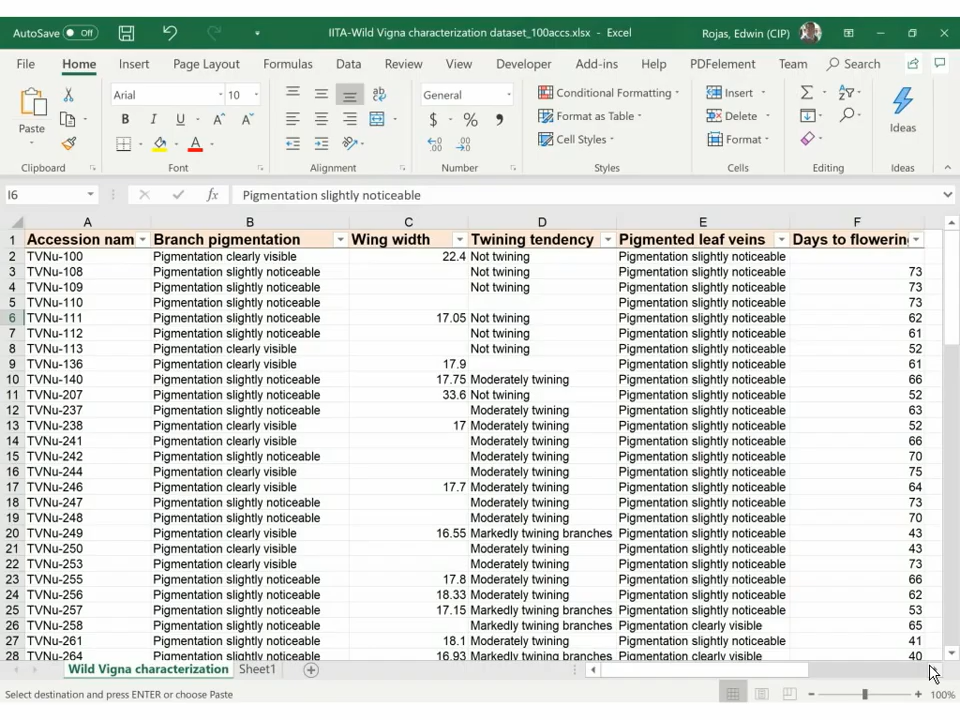 AutoSave Off IITA-Wild Vigna characterization dataset_100accs.xlsx - Excel Rojas, Edwin (CIP)
File Home Insert Page Layout Formulas Data Review View Developer Add-ins Help PDFelement Team Search
Arial 10 General Conditional Formatting Insert
Paste B I U $ % Format as Table Delete Ideas
Cell Styles Format
Clipboard Font Alignment Number Styles Cells Editing Ideas
I6 fx Pigmentation slightly noticeable
A B C D E F
1 Accession nam Branch pigmentation Wing width Twining tendency Pigmented leaf veins Days to flowering
2 TVNu-100 Pigmentation clearly visible 22.4 Not twining Pigmentation slightly noticeable
3 TVNu-108 Pigmentation slightly noticeable Not twining Pigmentation slightly noticeable 73
4 TVNu-109 Pigmentation slightly noticeable Not twining Pigmentation slightly noticeable 73
5 TVNu-110 Pigmentation slightly noticeable Pigmentation slightly noticeable 73
6 TVNu-111 Pigmentation slightly noticeable 17.05 Not twining Pigmentation slightly noticeable 62
7 TVNu-112 Pigmentation slightly noticeable Not twining Pigmentation slightly noticeable 61
8 TVNu-113 Pigmentation clearly visible Not twining Pigmentation slightly noticeable 52
9 TVNu-136 Pigmentation clearly visible 17.9 Pigmentation slightly noticeable 61
10 TVNu-140 Pigmentation slightly noticeable 17.75 Moderately twining Pigmentation slightly noticeable 66
11 TVNu-207 Pigmentation slightly noticeable 33.6 Not twining Pigmentation slightly noticeable 52
12 TVNu-237 Pigmentation slightly noticeable Moderately twining Pigmentation slightly noticeable 63
13 TVNu-238 Pigmentation clearly visible 17 Moderately twining Pigmentation slightly noticeable 52
14 TVNu-241 Pigmentation clearly visible Moderately twining Pigmentation slightly noticeable 66
15 TVNu-242 Pigmentation slightly noticeable Moderately twining Pigmentation slightly noticeable 70
16 TVNu-244 Pigmentation clearly visible Moderately twining Pigmentation slightly noticeable 75
17 TVNu-246 Pigmentation clearly visible 17.7 Moderately twining Pigmentation slightly noticeable 64
18 TVNu-247 Pigmentation slightly noticeable Moderately twining Pigmentation slightly noticeable 73
19 TVNu-248 Pigmentation slightly noticeable Moderately twining Pigmentation slightly noticeable 70
20 TVNu-249 Pigmentation clearly visible 16.55 Markedly twining branches Pigmentation slightly noticeable 43
21 TVNu-250 Pigmentation clearly visible Moderately twining Pigmentation slightly noticeable 43
22 TVNu-253 Pigmentation clearly visible Moderately twining Pigmentation slightly noticeable 73
23 TVNu-255 Pigmentation slightly noticeable 17.8 Moderately twining Pigmentation slightly noticeable 66
24 TVNu-256 Pigmentation slightly noticeable 18.33 Moderately twining Pigmentation slightly noticeable 62
25 TVNu-257 Pigmentation slightly noticeable 17.15 Markedly twining branches Pigmentation slightly noticeable 53
26 TVNu-258 Pigmentation slightly noticeable Markedly twining branches Pigmentation clearly visible 65
27 TVNu-261 Pigmentation slightly noticeable 18.1 Moderately twining Pigmentation slightly noticeable 41
28 TVNu-264 Pigmentation slightly noticeable 16.93 Markedly twining branches Pigmentation clearly visible 40
Wild Vigna characterization Sheet1
Select destination and press ENTER or choose Paste 100%